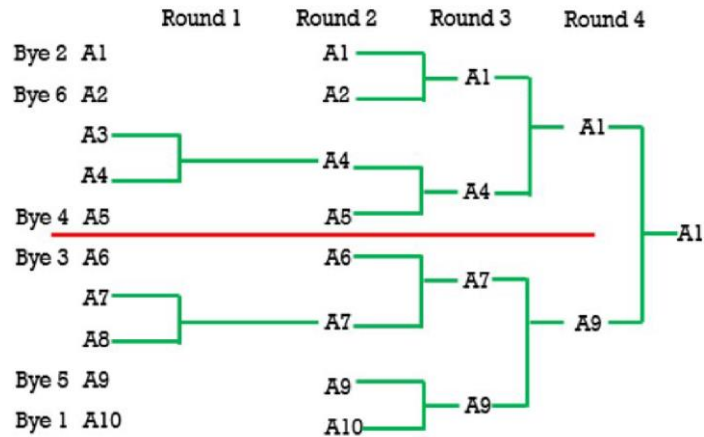 Round 1 Round 2 Round 3 Round 4
Bye 2 A1 A1
A1
Bye 6 A2 A2
A1
A3
A4
A4
A4
Bye 4 A5 A5
A1
Bye 3 A6 A6
A7
A7
A7
A9
A8
Bye 5 A9 A9
A9
Bye 1 A10 A10